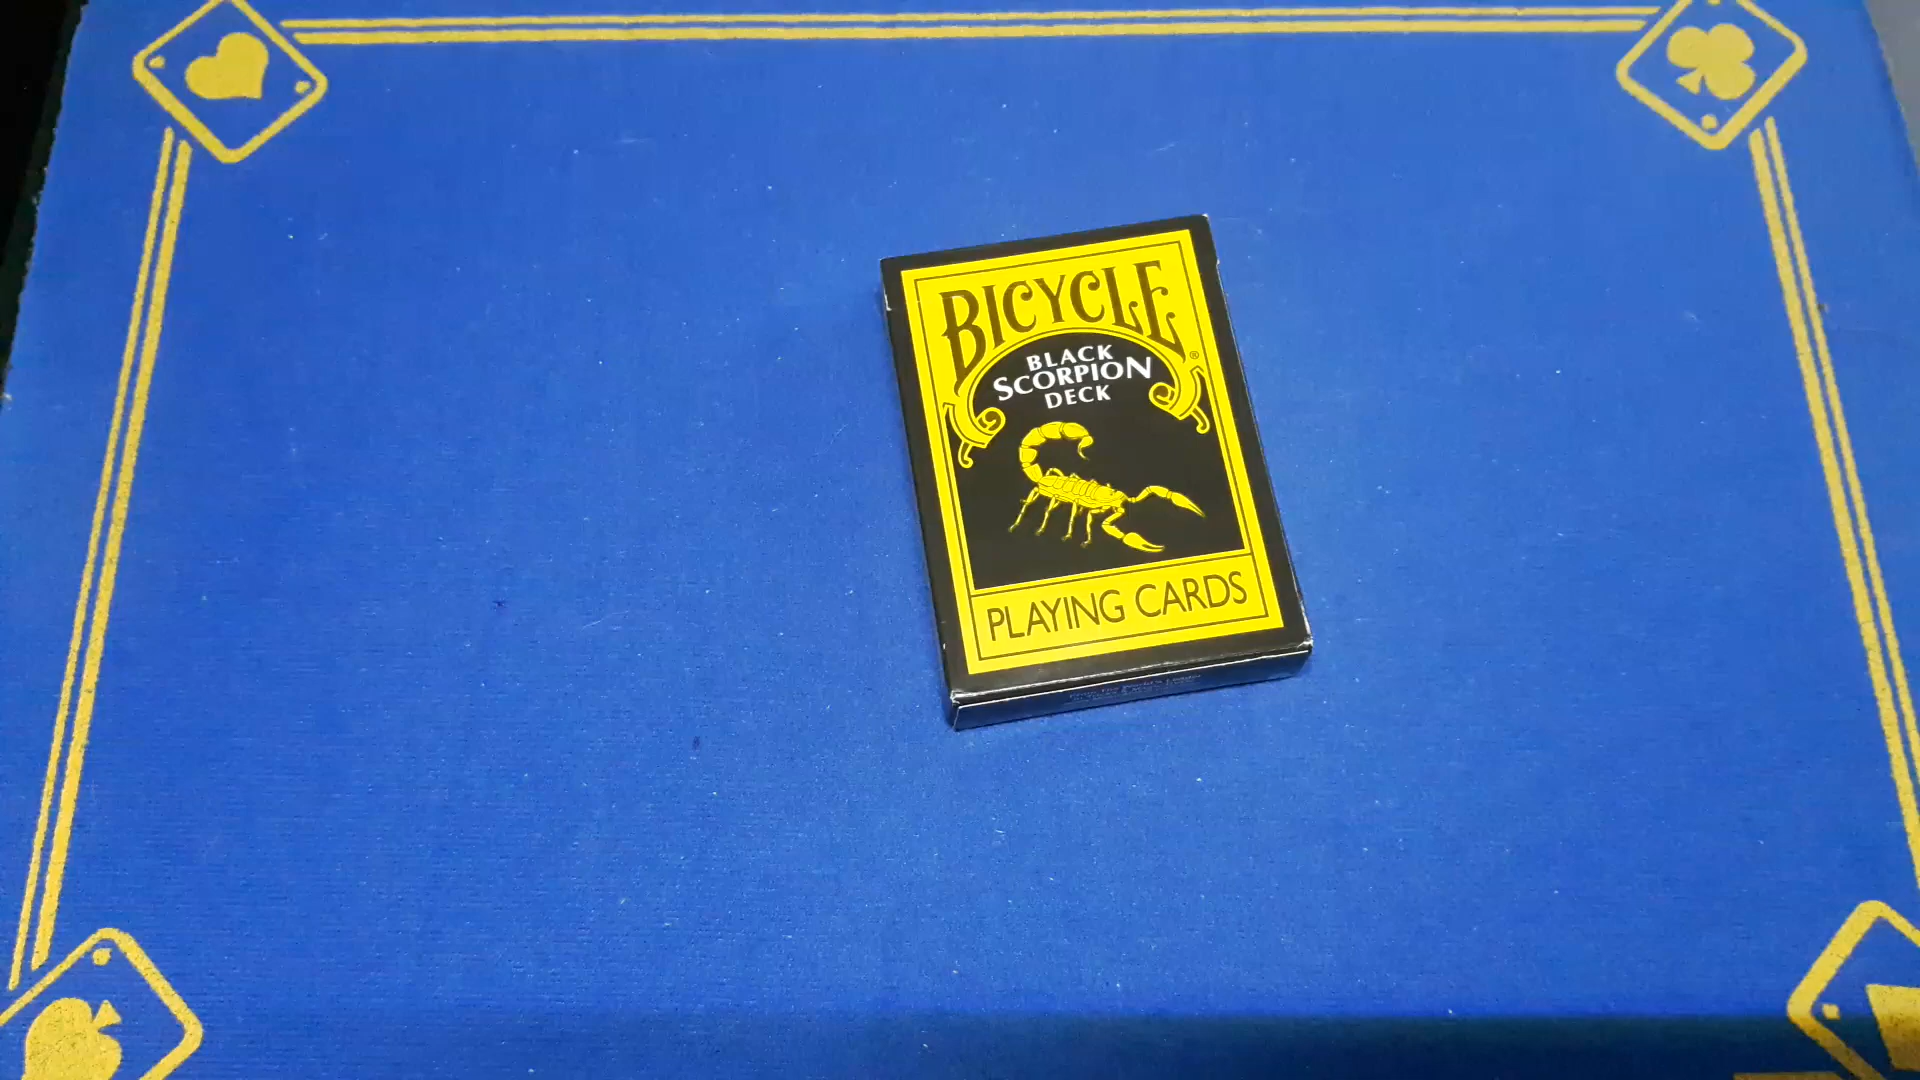 BICYCLE
®
BLACK
SCORPION
DECK
PLAYING CARDS